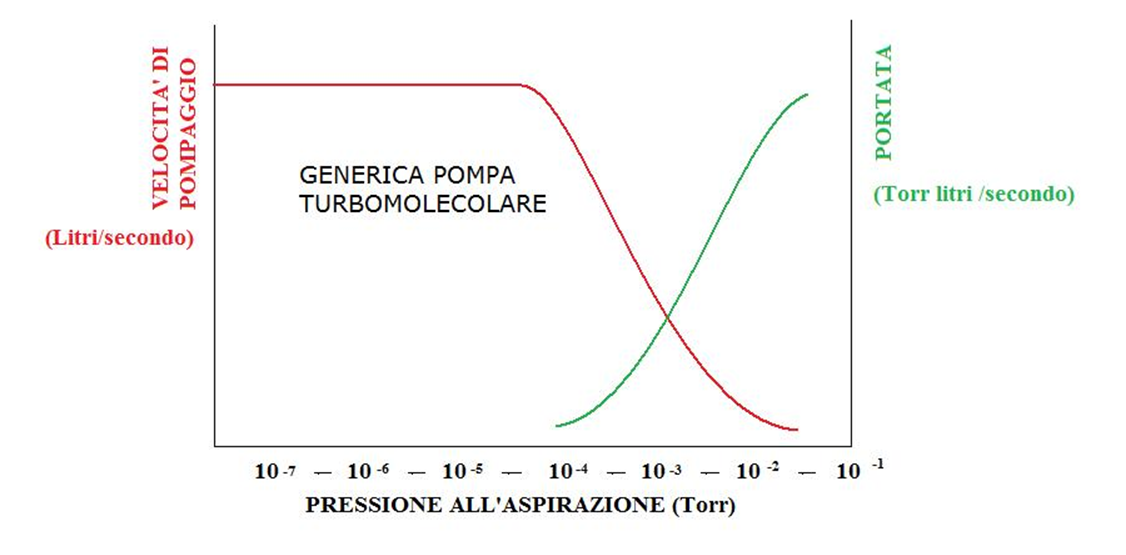 VELOCITA' DI
POMPAGGIO
(Litri/secondo)
GENERICA POMPA
TURBOMOLECOLARE
PORTATA
(Torr litri /secondo)
10 -7 — 10 -6 — 10 -5 — 10 -4 — 10 -3 — 10 -2 — 10 -1
PRESSIONE ALL'ASPIRAZIONE (Torr)